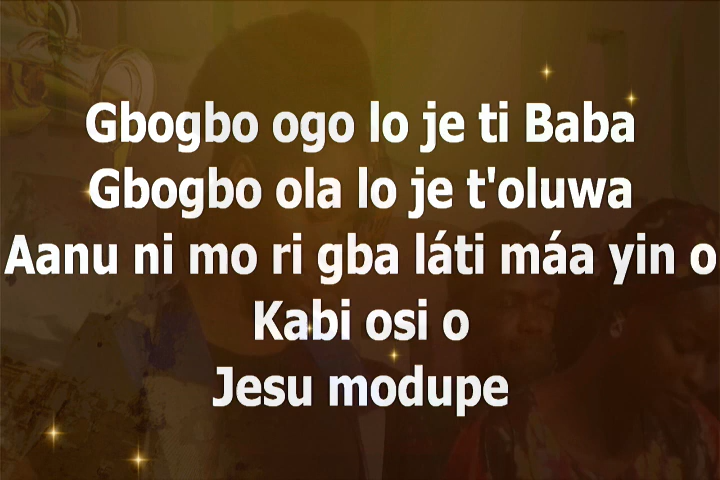 Gbogbo ogo lo je ti Baba
Gbogbo ola lo je t'oluwa
Aanu ni mo ri gba láti máa yin o
Kabi osi o
Jesu modupe